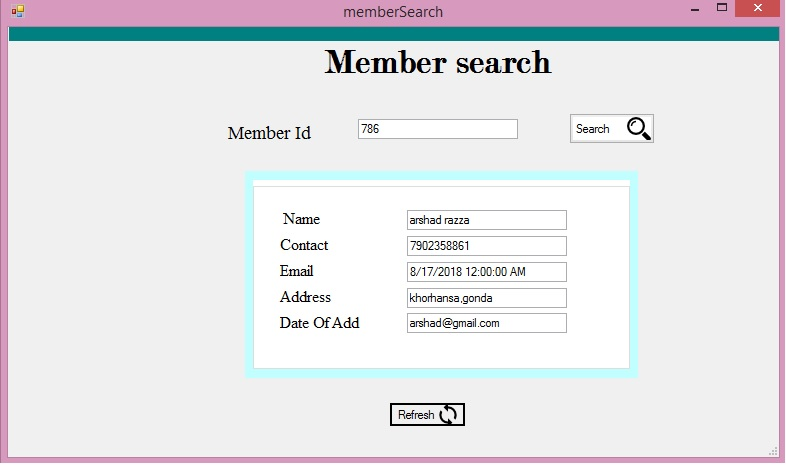 memberSearch
Member search
Member Id 786 Search
Name arshad razza
Contact 7902358861
Email 8/17/2018 12:00:00 AM
Address khorhansa,gonda
Date Of Add arshad@gmail.com
Refresh